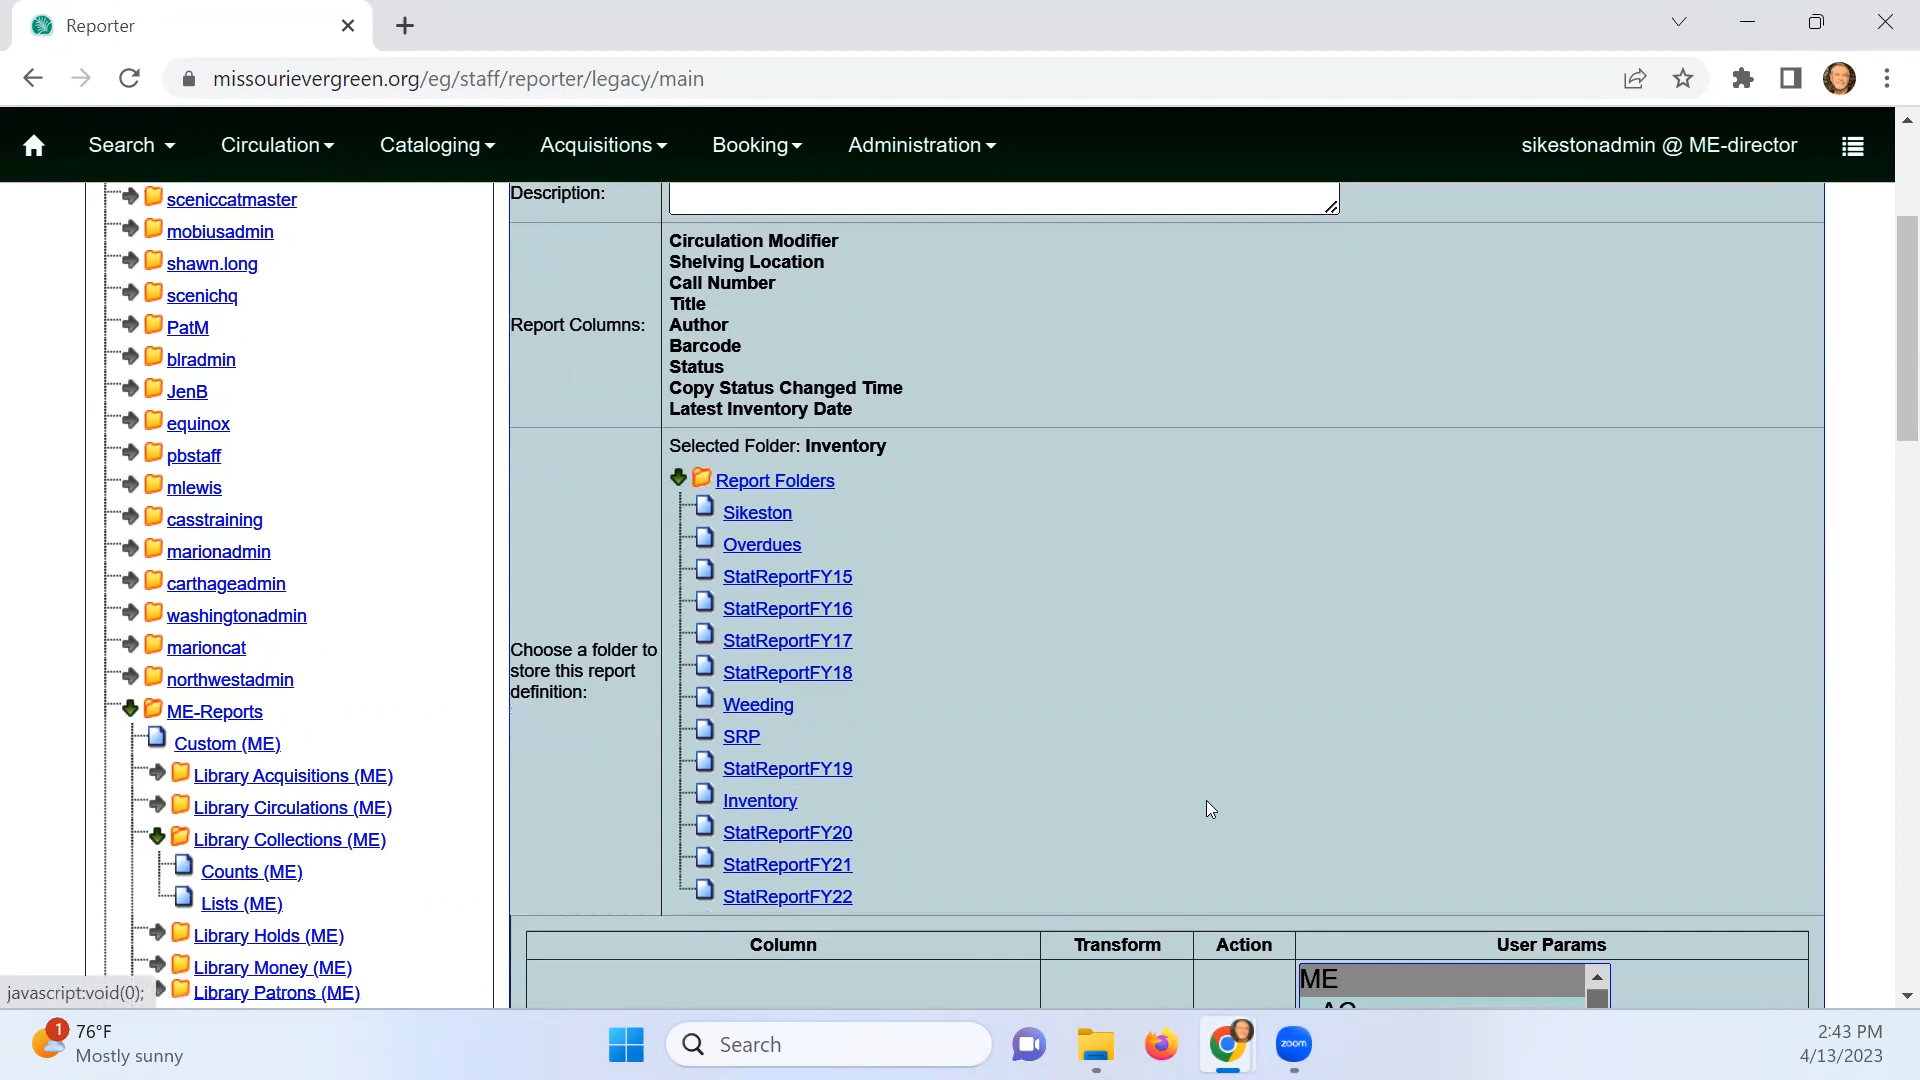 Reporter
missourievergreen.org/eg/staff/reporter/legacy/main
Search
Circulation
Cataloging
Acquisitions
Booking
Administration
sikestonadmin @ ME-director
sceniccatmaster
mobiusadmin
shawn.long
scenichq
PatM
blradmin
JenB
equinox
pbstaff
mlewis
casstraining
marionadmin
carthageadmin
washingtonadmin
marioncat
northwestadmin
ME-Reports
Custom (ME)
Library Acquisitions (ME)
Library Circulations (ME)
Library Collections (ME)
Counts (ME)
Lists (ME)
Library Holds (ME)
Library Money (ME)
Library Patrons (ME)
javascript:void(0);
Description:
Report Columns:
Circulation Modifier
Shelving Location
Call Number
Title
Author
Barcode
Status
Copy Status Changed Time
Latest Inventory Date
Choose a folder to
store this report
definition:
Selected Folder: Inventory
Report Folders
Sikeston
Overdues
StatReportFY15
StatReportFY16
StatReportFY17
StatReportFY18
Weeding
SRP
StatReportFY19
Inventory
StatReportFY20
StatReportFY21
StatReportFY22
Column
Transform
Action
User Params
ME
1
76°F
Mostly sunny
Search
zoom
2:43 PM
4/13/2023